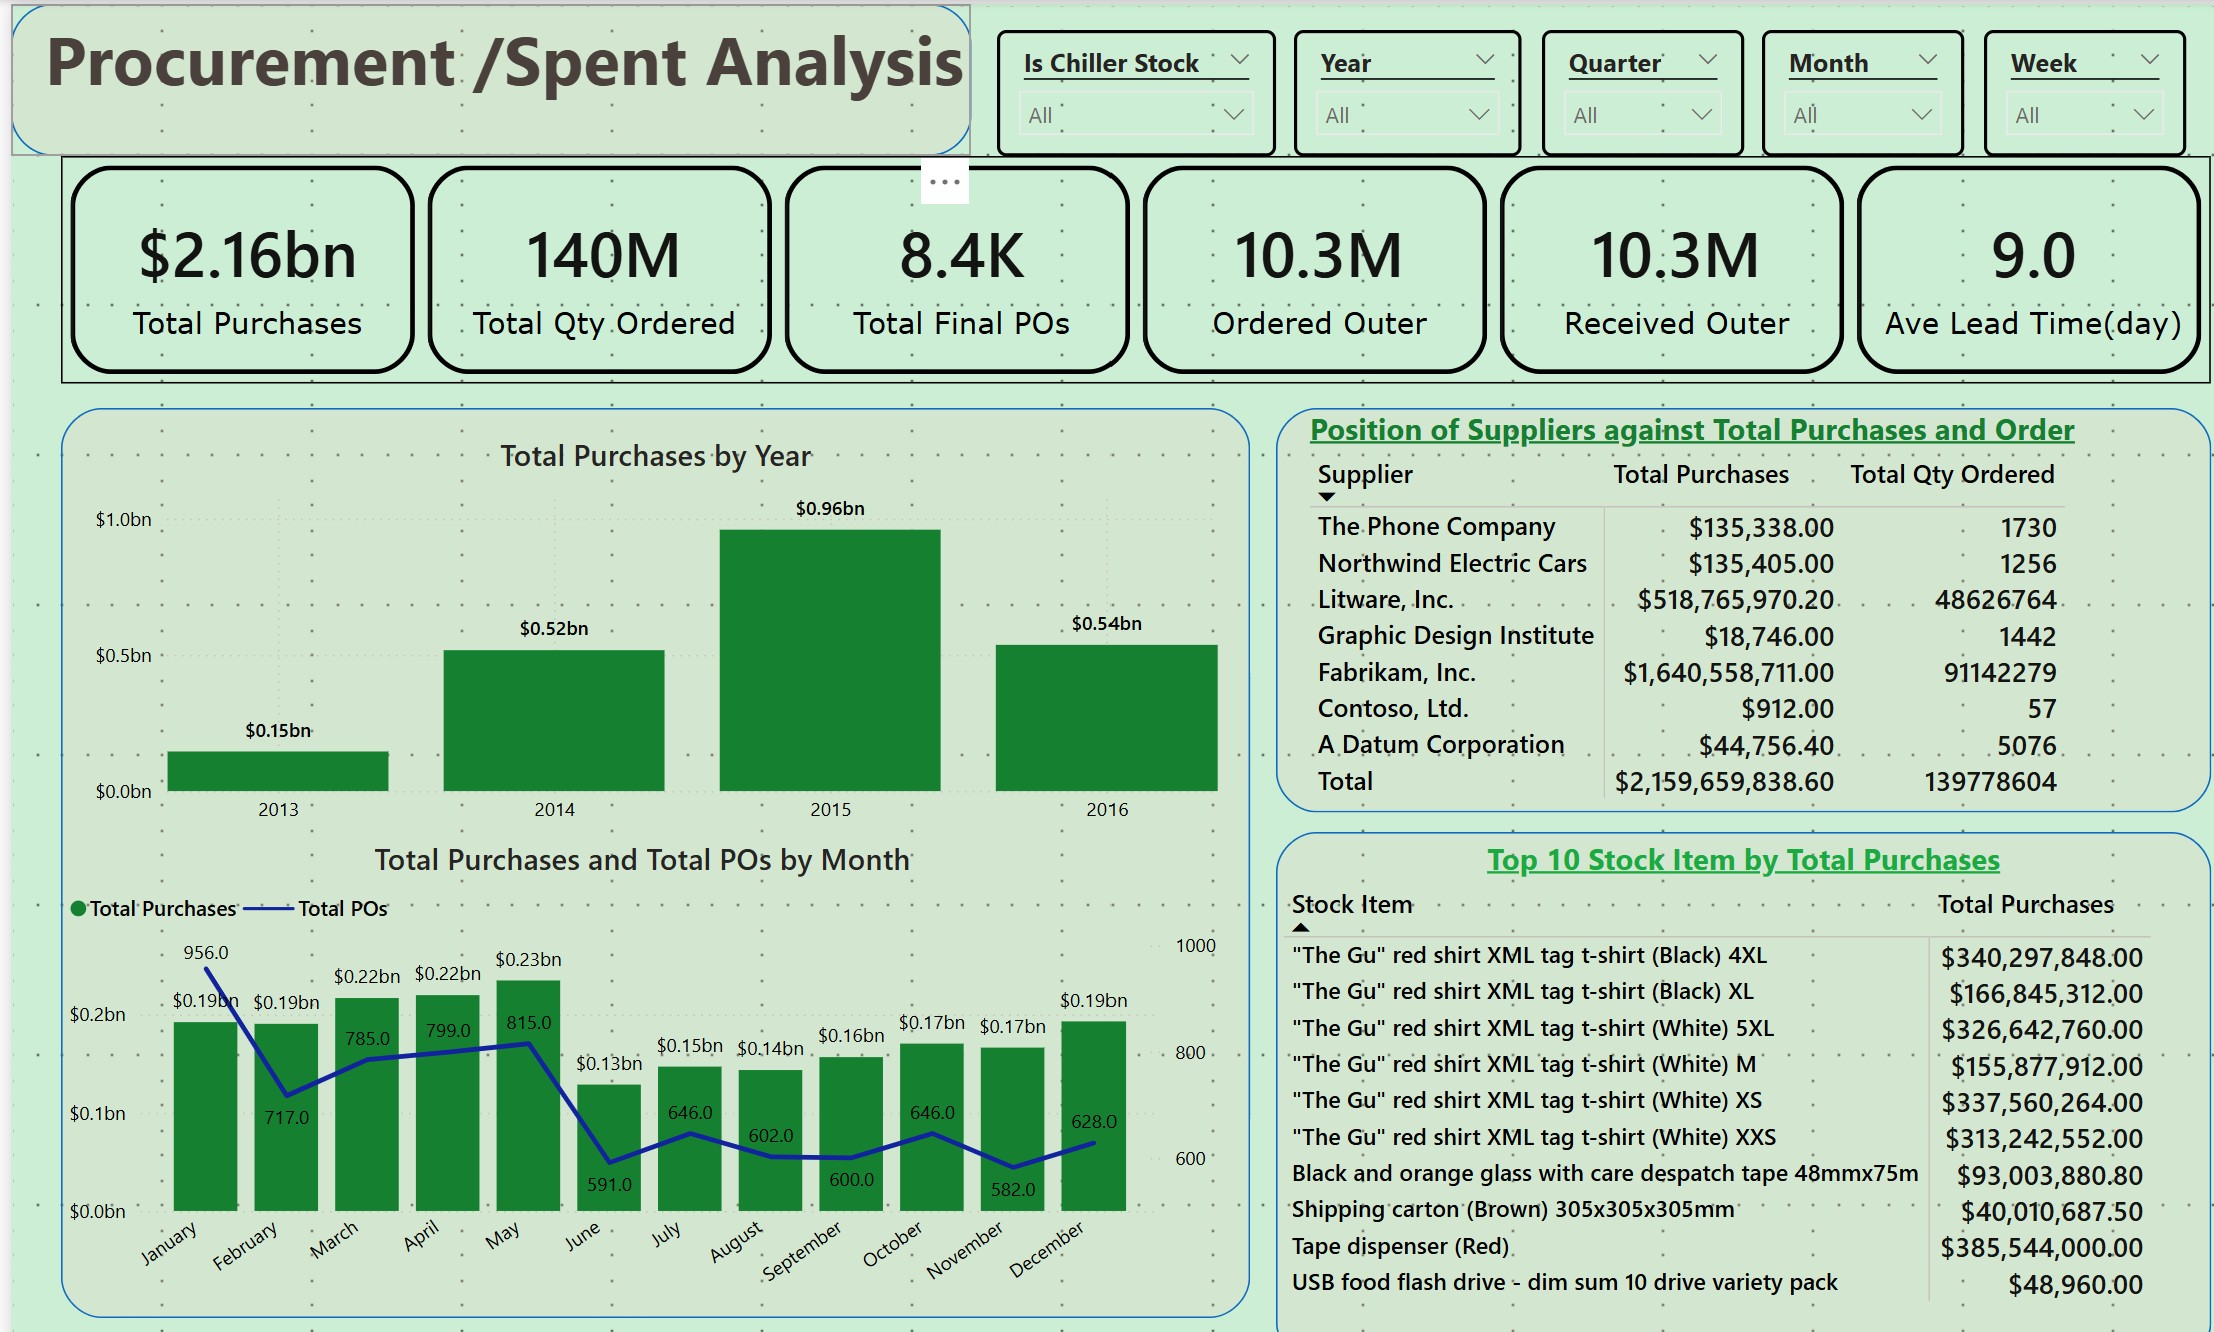 Procurement /Spent Analysis
Is Chiller Stock
All
Year
All
Quarter
All
Month
All
Week
All
...
$2.16bn
Total Purchases
140M
Total Qty Ordered
8.4K
Total Final POs
10.3M
Ordered Outer
10.3M
Received Outer
9.0
Ave Lead Time(day)
Total Purchases by Year
$1.0bn
$0.5bn
$0.0bn
$0.15bn
$0.52bn
$0.96bn
$0.54bn
2013
2014
2015
2016
Total Purchases and Total POs by Month
Total Purchases
Total POs
$0.2bn
$0.1bn
$0.0bn
1000
800
600
956.0
$0.19bn
$0.19bn
$0.22bn
$0.22bn
$0.23bn
$0.13bn
$0.15bn
$0.14bn
$0.16bn
$0.17bn
$0.17bn
$0.19bn
717.0
785.0
799.0
815.0
591.0
646.0
602.0
600.0
646.0
582.0
628.0
January
February
March
April
May
June
July
August
September
October
November
December
Position of Suppliers against Total Purchases and Order
Supplier Total Purchases Total Qty Ordered
The Phone Company $135,338.00 1730
Northwind Electric Cars $135,405.00 1256
Litware, Inc. $518,765,970.20 48626764
Graphic Design Institute $18,746.00 1442
Fabrikam, Inc. $1,640,558,711.00 91142279
Contoso, Ltd. $912.00 57
A Datum Corporation $44,756.40 5076
Total $2,159,659,838.60 139778604
Top 10 Stock Item by Total Purchases
Stock Item Total Purchases
"The Gu" red shirt XML tag t-shirt (Black) 4XL $340,297,848.00
"The Gu" red shirt XML tag t-shirt (Black) XL $166,845,312.00
"The Gu" red shirt XML tag t-shirt (White) 5XL $326,642,760.00
"The Gu" red shirt XML tag t-shirt (White) M $155,877,912.00
"The Gu" red shirt XML tag t-shirt (White) XS $337,560,264.00
"The Gu" red shirt XML tag t-shirt (White) XXS $313,242,552.00
Black and orange glass with care despatch tape 48mmx75m $93,003,880.80
Shipping carton (Brown) 305x305x305mm $40,010,687.50
Tape dispenser (Red) $385,544,000.00
USB food flash drive - dim sum 10 drive variety pack $48,960.00